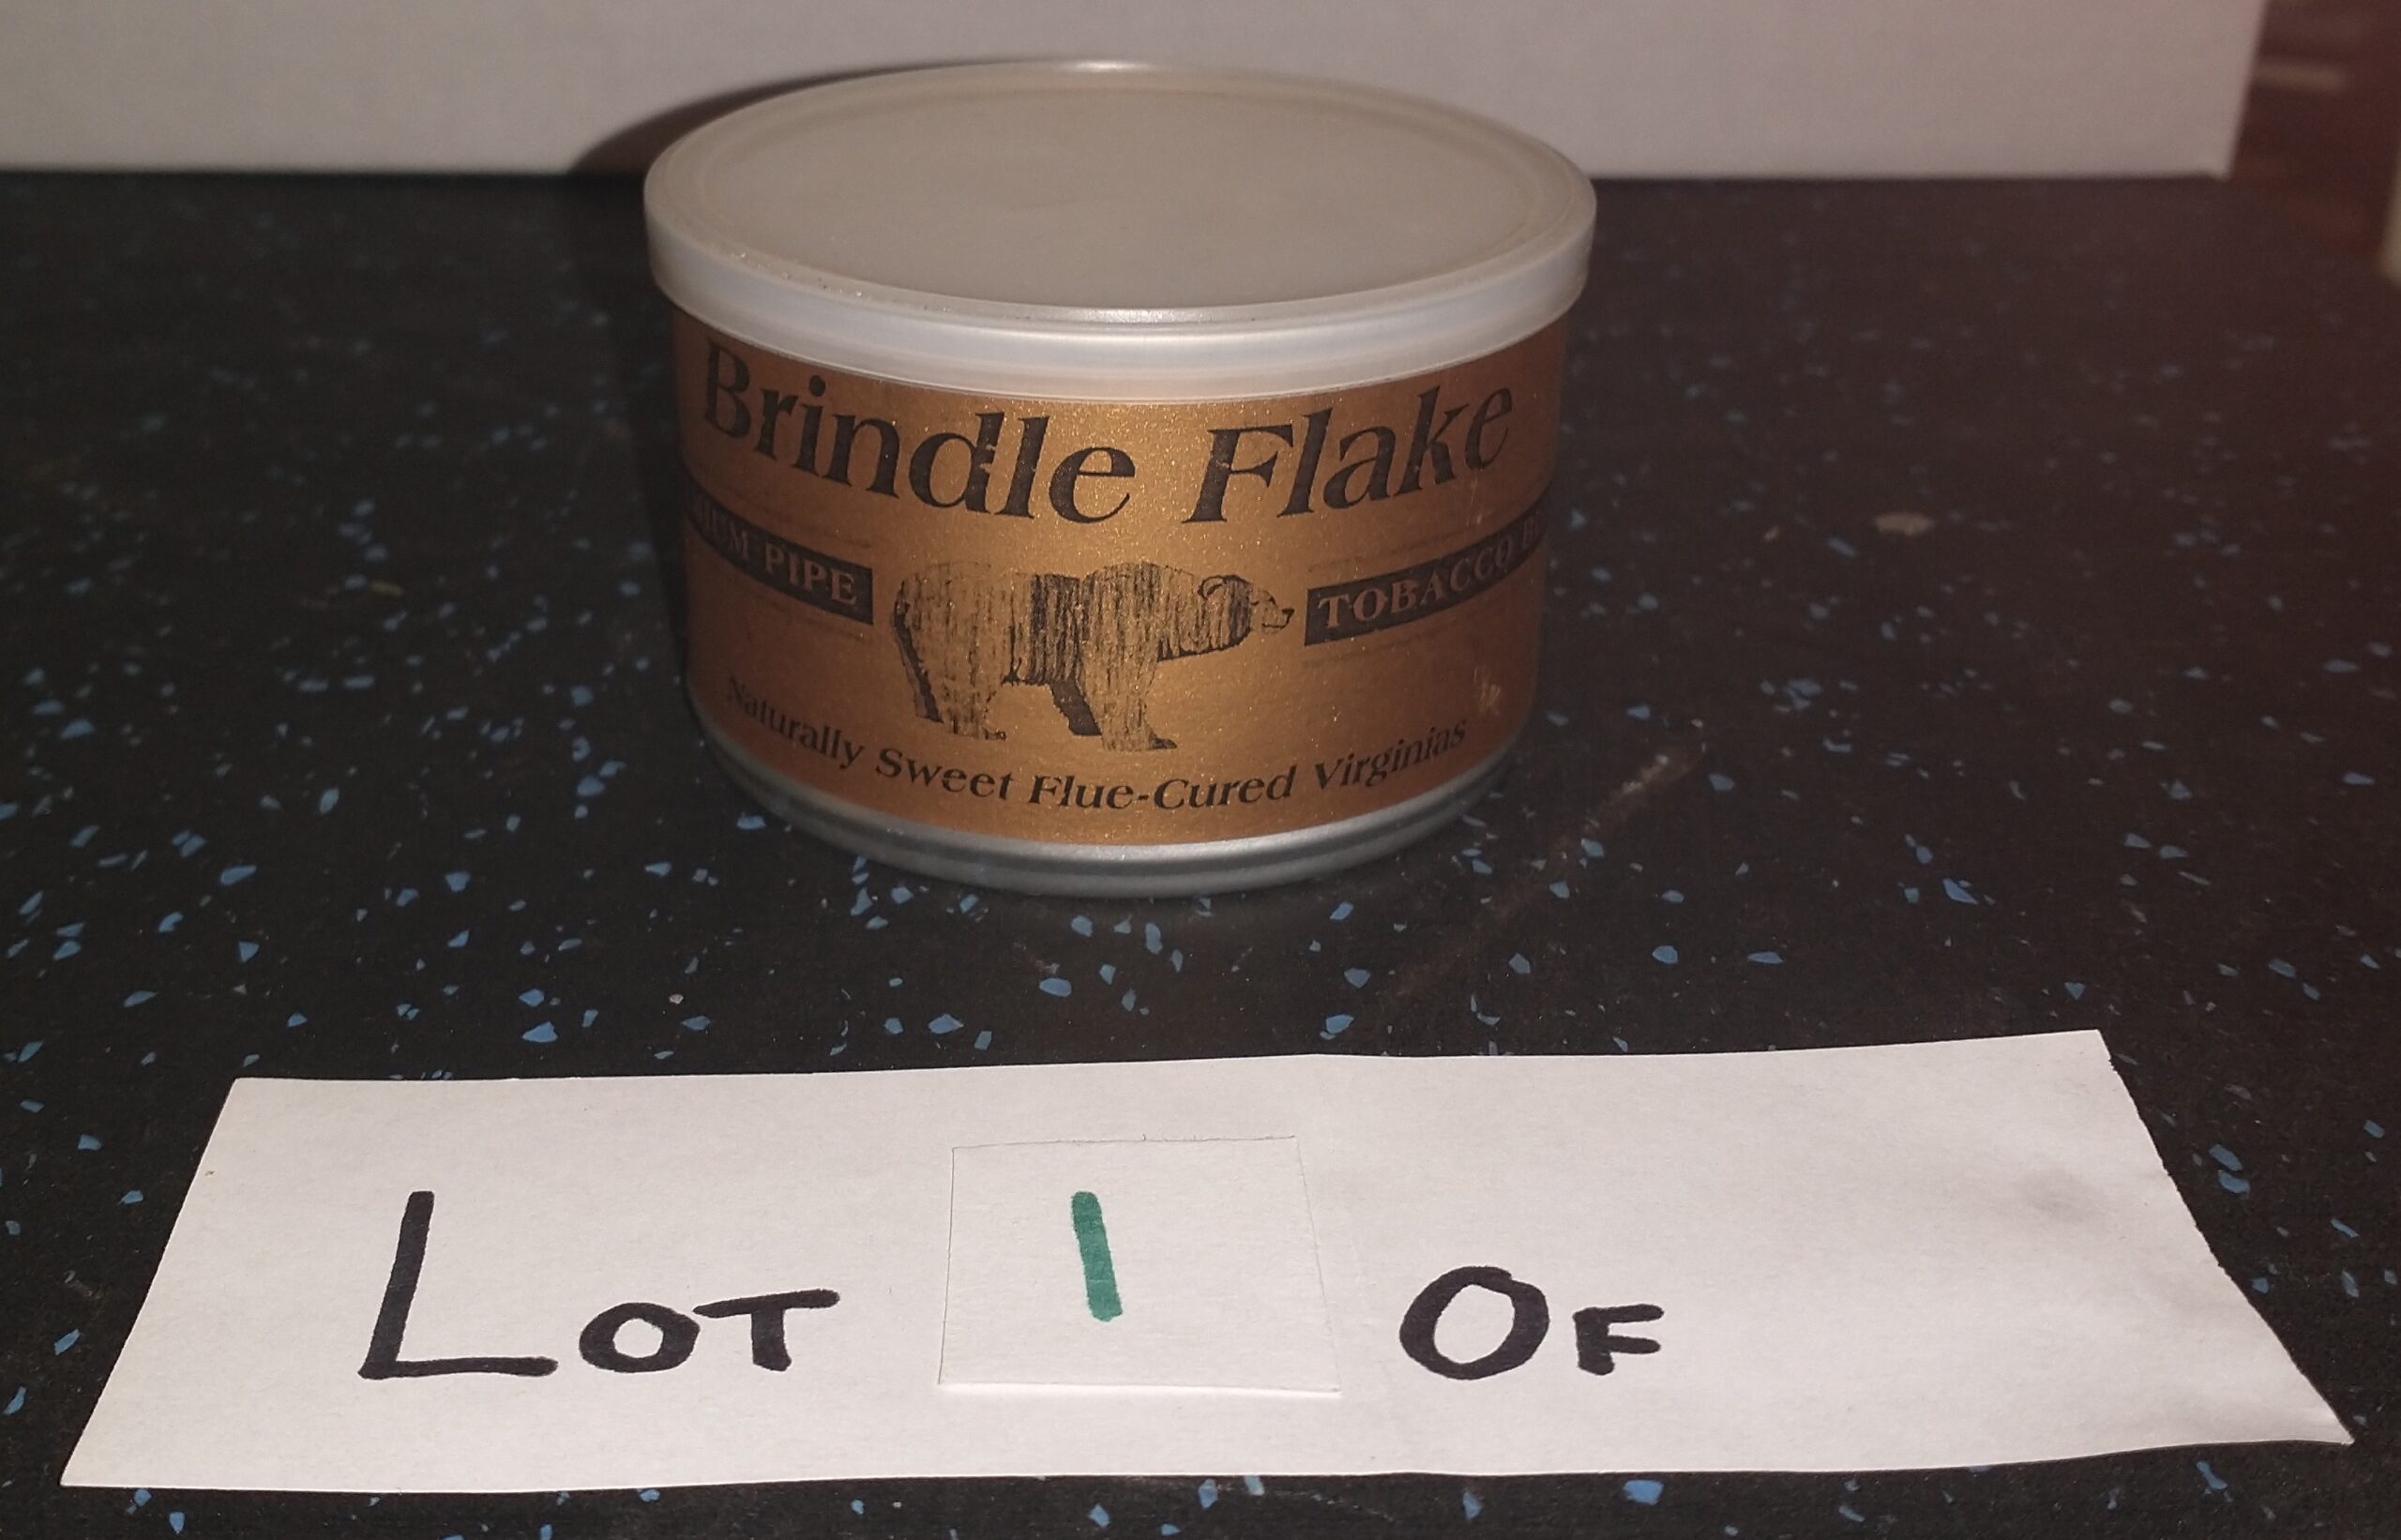 Brindle Flake
PIPE TOBACCO
Naturally Sweet Flue-Cured Virginias
LOT 1 OF